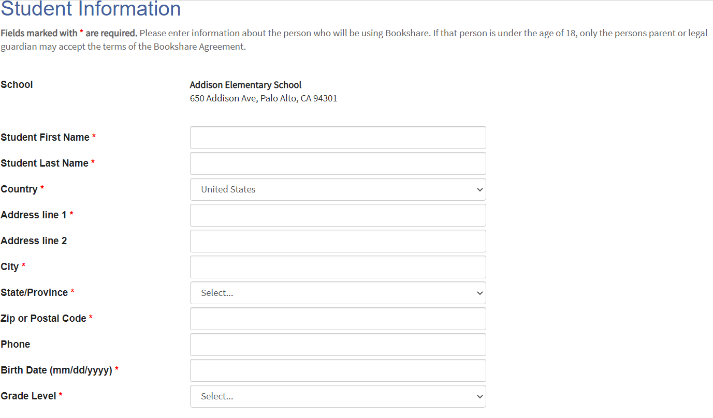 Student Information
Fields marked with * are required. Please enter information about the person who will be using Bookshare. If that person is under the age of 18, only the persons parent or legal
guardian may accept the terms of the Bookshare Agreement.
School
Addison Elementary School
650 Addison Ave, Palo Alto, CA 94301
Student First Name *
Student Last Name *
Country * United States
Address line 1 *
Address line 2
City *
State/Province * Select...
Zip or Postal Code *
Phone
Birth Date (mm/dd/yyyy) *
Grade Level * Select...